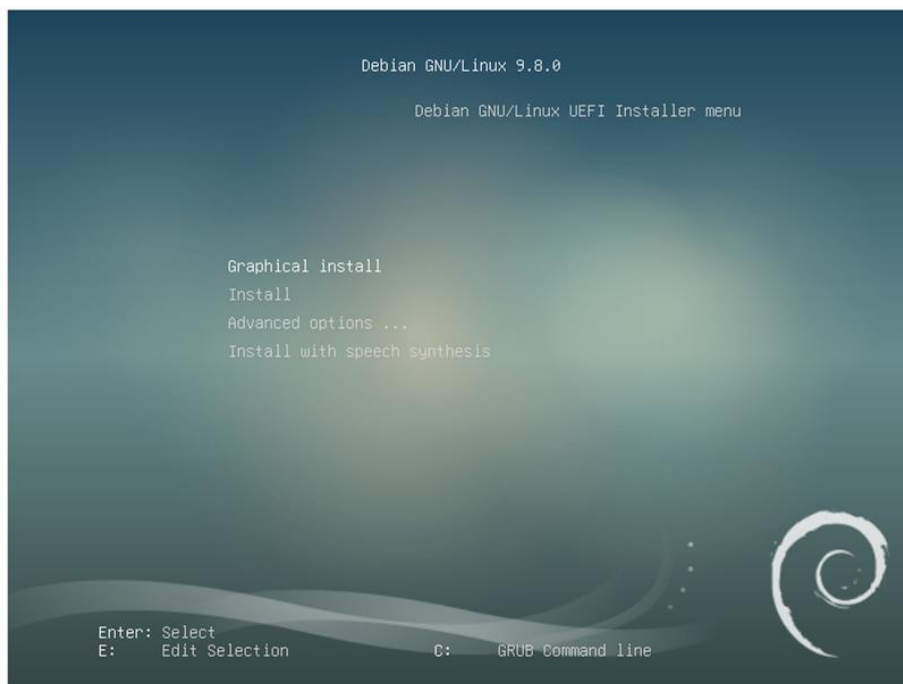 Debian GNU/Linux 9.8.0
Debian GNU/Linux UEFI Installer menu
Graphical install
Install
Advanced options ...
Install with speech synthesis
Enter: Select
E: Edit Selection C: GRUB Command line